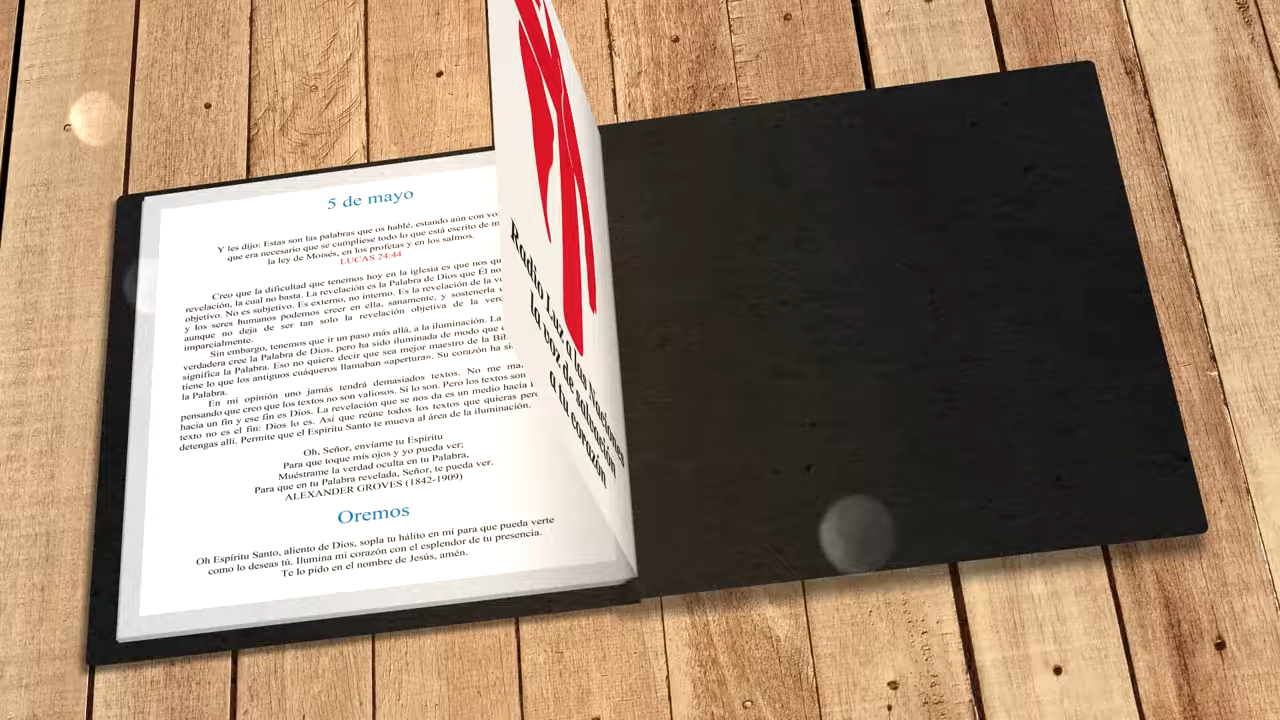 5 de mayo
Y les dijo: Estas son las palabras que os hablé, estando aún con
que era necesario que se cumpliese todo lo que está escrito de
la ley de Moisés, en los profetas y en los salmos.
LUCAS 24:44
Creo que la dificultad que tenemos hoy en la iglesia es que nos
revelación, la cual no basta. La revelación es la Palabra de Dios que Él
objetivo. No es subjetivo. Es externo, no interno. Es la revelación de la
y los seres humanos podemos creer en ella, sanamente, y sostenerla
aunque no deja de ser tan solo la revelación objetiva de la
imparcialmente.
Sin embargo, tenemos que ir un paso más allá, a la iluminación. La
verdadera cree la Palabra de Dios, pero ha sido iluminada de modo que
significa la Palabra. Eso no quiere decir que sea mejor maestro de la
tiene lo que los antiguos cuáqueros llamaban «apertura». Su corazón ha
la Palabra.
En mi opinión uno jamás tendrá demasiados textos. No me
pensando que creo que los textos no son valiosos. Sí lo son. Pero los textos son
hacia un fin y ese fin es Dios. La revelación que se nos da es un medio hacia
texto no es el fin: Dios lo es. Así que reúne todos los textos que quieras
detengas allí. Permite que el Espíritu Santo te mueva al área de la iluminación.
Oh, Señor, envíame tu Espíritu
Para que toque mis ojos y yo pueda ver;
Muéstrame la verdad oculta en tu Palabra,
Para que en tu Palabra revelada, Señor, te pueda ver.
ALEXANDER GROVES (1842-1909)
Oremos
Oh Espíritu Santo, aliento de Dios, sopla tu hálito en mí para que pueda verte
como lo deseas tú. Ilumina mi corazón con el esplendor de tu presencia.
Te lo pido en el nombre de Jesús, amén.
Radio Luz a las Naciones
la voz de salvación
a tu corazón